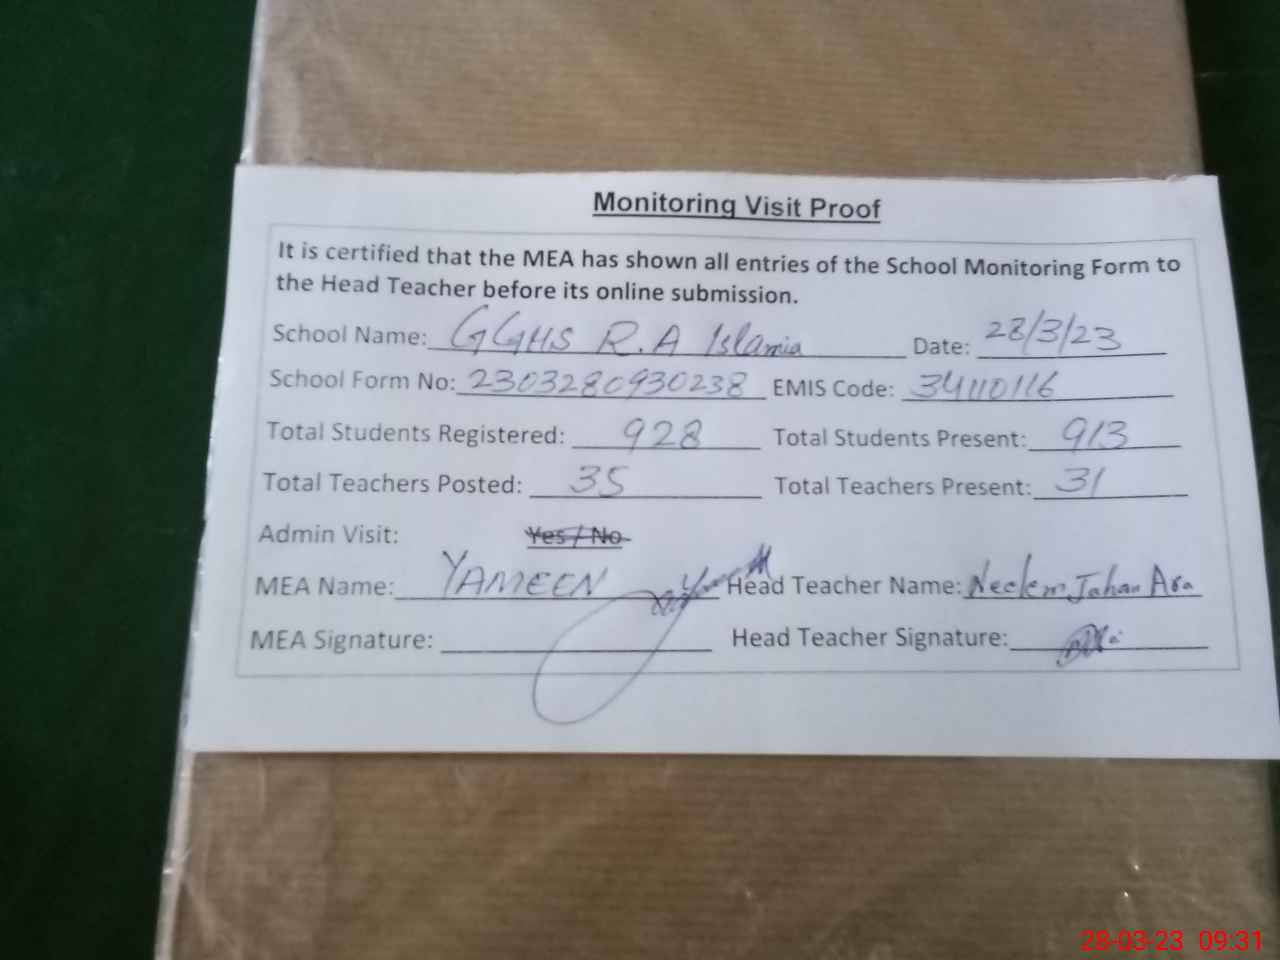 Monitoring Visit Proof
It is certified that the MEA has shown all entries of the School Monitoring Form to
the Head Teacher before its online submission.
School Name: GGHS R.A Islamia Date: 28/3/23
School Form No: 2303280930238 EMIS Code: 34110116
Total Students Registered: 928 Total Students Present: 913
Total Teachers Posted: 35 Total Teachers Present: 31
Admin Visit: Yes / No
MEA Name: YAMEEN Head Teacher Name: Jahan Ara
MEA Signature: Head Teacher Signature:
28-03-23 09:31